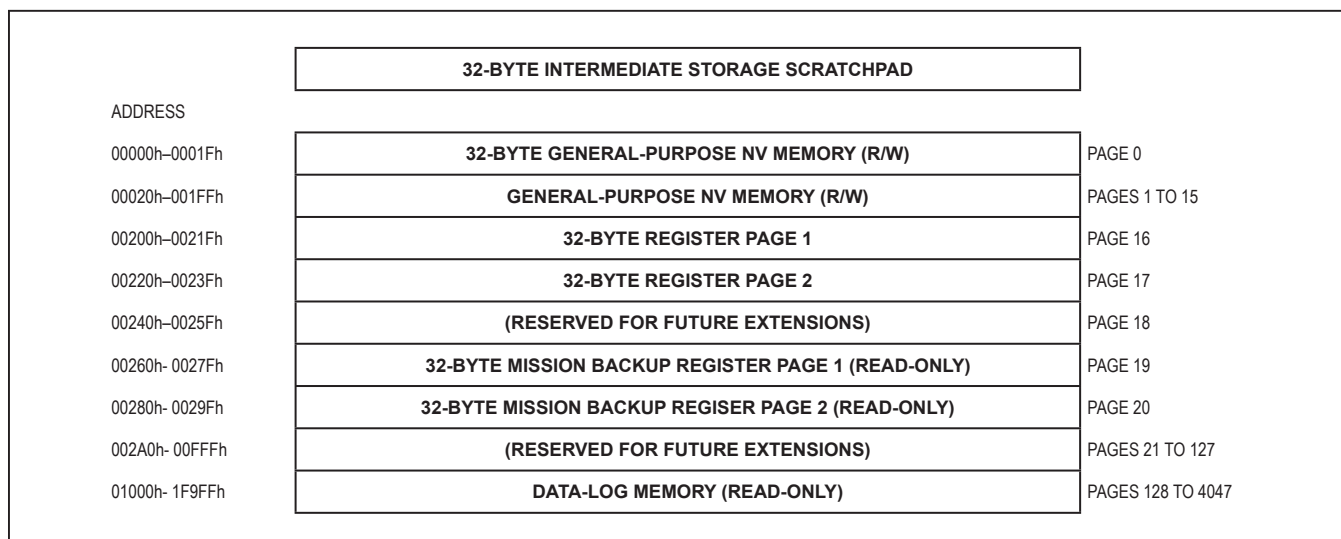 32-BYTE INTERMEDIATE STORAGE SCRATCHPAD
ADDRESS
00000h–0001Fh 32-BYTE GENERAL-PURPOSE NV MEMORY (R/W) PAGE 0
00020h–001FFh GENERAL-PURPOSE NV MEMORY (R/W) PAGES 1 TO 15
00200h–0021Fh 32-BYTE REGISTER PAGE 1 PAGE 16
00220h–0023Fh 32-BYTE REGISTER PAGE 2 PAGE 17
00240h–0025Fh (RESERVED FOR FUTURE EXTENSIONS) PAGE 18
00260h- 0027Fh 32-BYTE MISSION BACKUP REGISTER PAGE 1 (READ-ONLY) PAGE 19
00280h- 0029Fh 32-BYTE MISSION BACKUP REGISER PAGE 2 (READ-ONLY) PAGE 20
002A0h- 00FFFh (RESERVED FOR FUTURE EXTENSIONS) PAGES 21 TO 127
01000h- 1F9FFh DATA-LOG MEMORY (READ-ONLY) PAGES 128 TO 4047